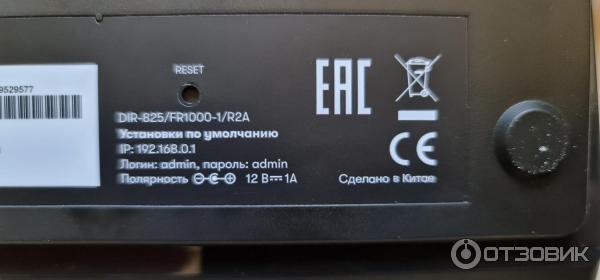 9529577
RESET
DIR-825/FR1000-1/R2A
Установки по умолчанию
IP: 192.168.0.1
Логин: admin, пароль: admin
Полярность 12 В 1А
EAC
CE
Сделано в Китае
ОТЗОВИК